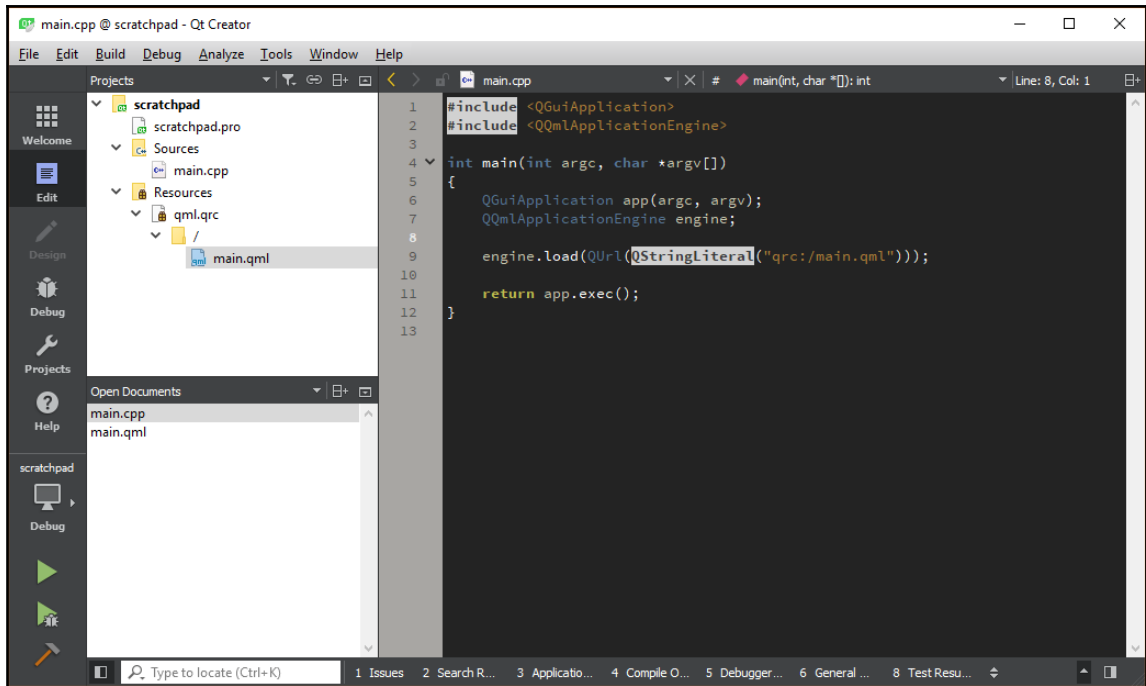 main.cpp @ scratchpad - Qt Creator
File Edit Build Debug Analyze Tools Window Help
Projects
main.cpp
#
main(int, char *[]): int
Line: 8, Col: 1
Welcome
Edit
Design
Debug
Projects
Help
scratchpad
Debug
scratchpad
scratchpad.pro
Sources
main.cpp
Resources
qml.qrc
/
main.qml
Open Documents
main.cpp
main.qml
1 #include <QGuiApplication>
2 #include <QQmlApplicationEngine>
3
4 int main(int argc, char *argv[])
5 {
6 QGuiApplication app(argc, argv);
7 QQmlApplicationEngine engine;
8
9 engine.load(QUrl(QStringLiteral("qrc:/main.qml")));
10
11 return app.exec();
12 }
13
Type to locate (Ctrl+K)
1 Issues 2 Search R... 3 Applicatio... 4 Compile O... 5 Debugger... 6 General ... 8 Test Resu...